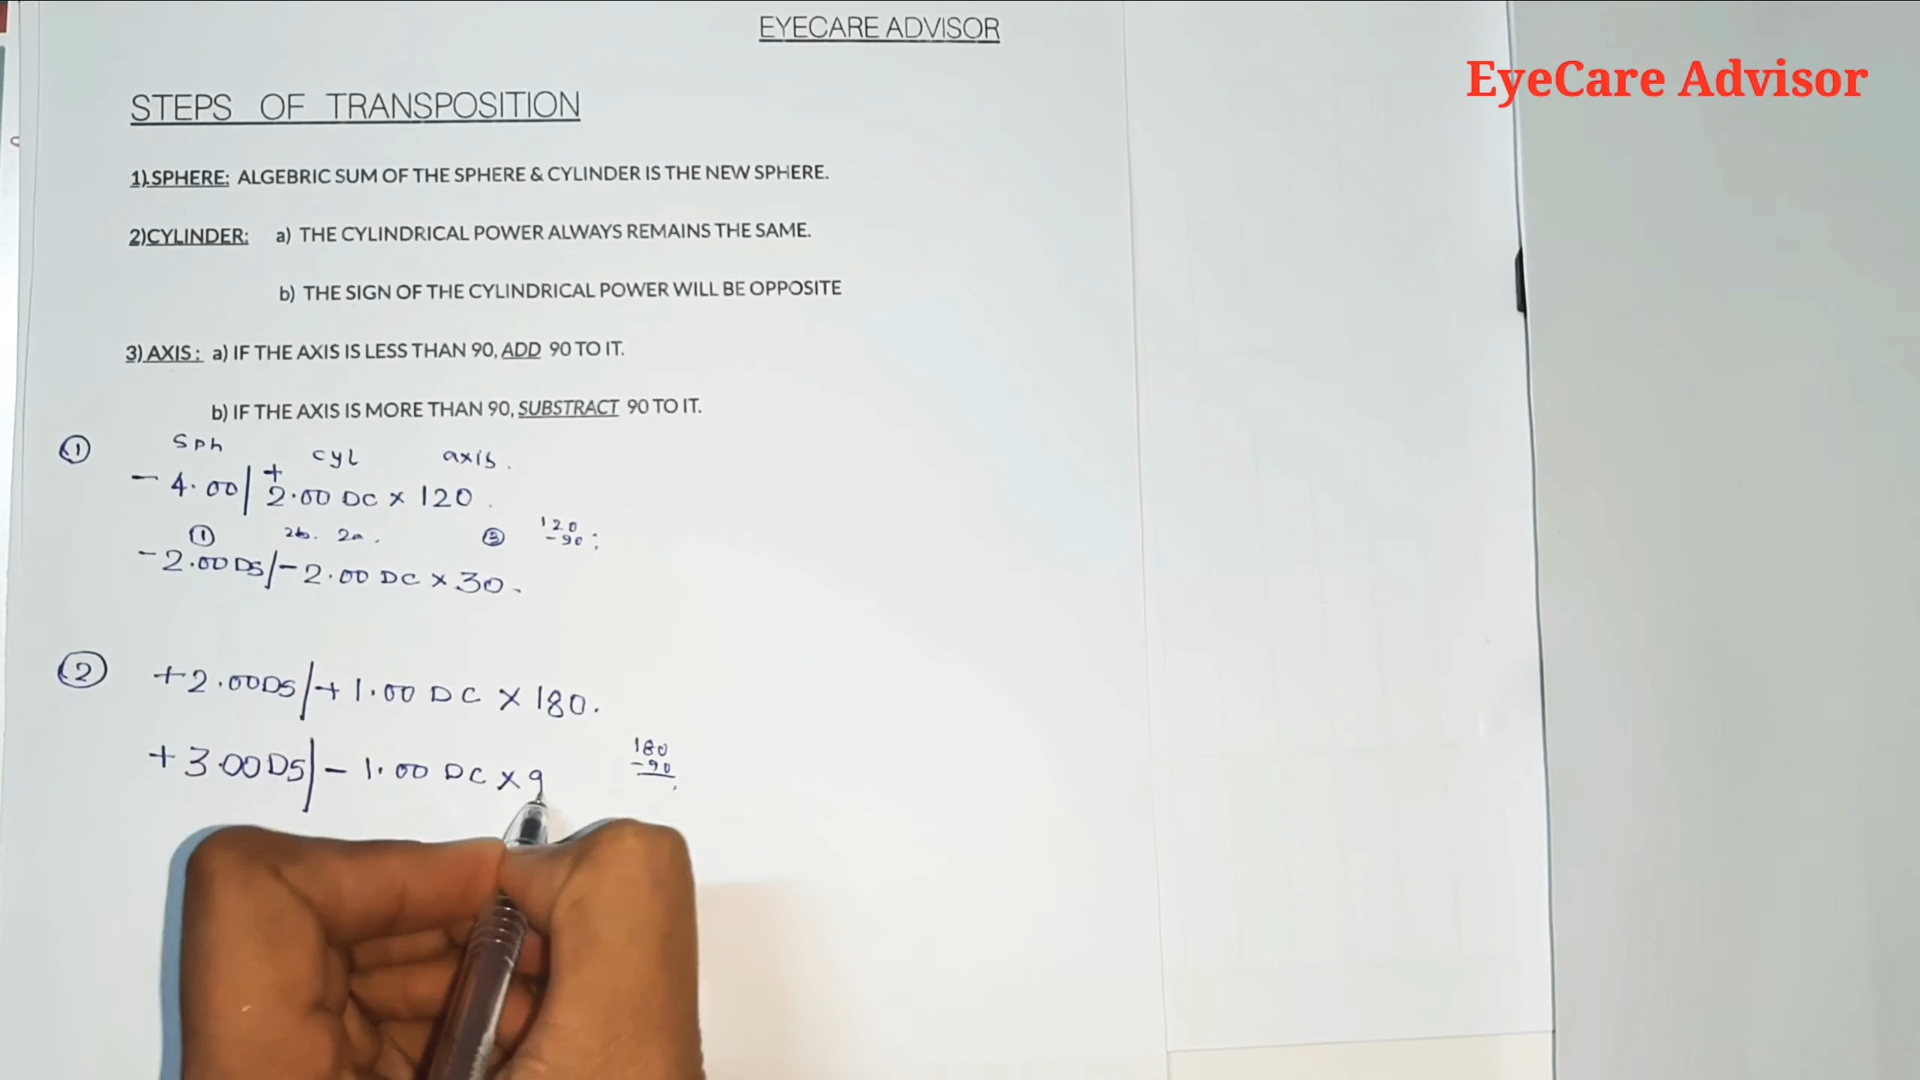 EYECARE ADVISOR
EyeCare Advisor
STEPS OF TRANSPOSITION
1).SPHERE: ALGEBRIC SUM OF THE SPHERE & CYLINDER IS THE NEW SPHERE.
2)CYLINDER: a) THE CYLINDRICAL POWER ALWAYS REMAINS THE SAME.
b) THE SIGN OF THE CYLINDRICAL POWER WILL BE OPPOSITE
3) AXIS: a) IF THE AXIS IS LESS THAN 90, ADD 90 TO IT.
b) IF THE AXIS IS MORE THAN 90, SUBSTRACT 90 TO IT.
① Sph cyl axis.
- 4.00 / + 2.00 DC x 120.
① 2b. 2a. ③ 120
-90
- 2.00 DS / - 2.00 DC x 30.
② +2.00DS / + 1.00 DC x 180.
180
-90
+ 3.00DS / - 1.00 DC x 9